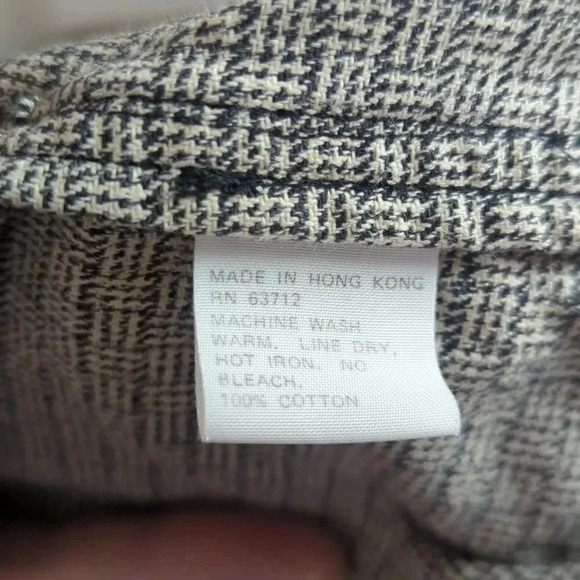 MADE IN HONG KONG
RN 63712
MACHINE WASH
WARM. LINE DRY,
HOT IRON. NO
BLEACH.
100% COTTON